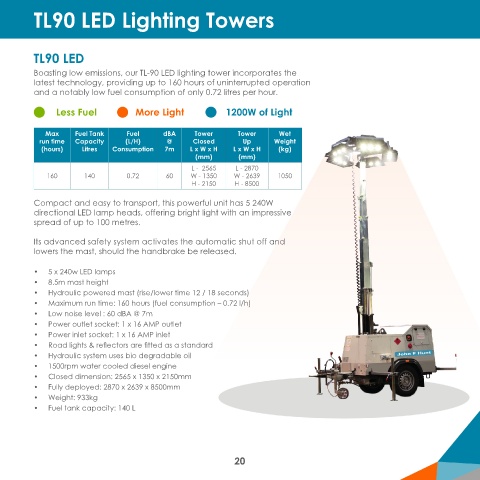 TL90 LED Lighting Towers
TL90 LED
Boasting low emissions, our TL-90 LED lighting tower incorporates the
latest technology, providing up to 160 hours of uninterrupted operation
and a notably low fuel consumption of only 0.72 litres per hour.
Less Fuel More Light 1200W of Light
Max Fuel Tank Fuel dBA Tower Tower Wet
run time Capacity (L/H) @ Closed Up Weight
(hours) Litres Consumption 7m L x W x H L x W x H (kg)
(mm) (mm)
L - 2565 L - 2870
160 140 0.72 60 W - 1350 W - 2639 1050
H - 2150 H - 8500
Compact and easy to transport, this powerful unit has 5 240W
directional LED lamp heads, offering bright light with an impressive
spread of up to 100 metres.
Its advanced safety system activates the automatic shut off and
lowers the mast, should the handbrake be released.
• 5 x 240w LED lamps
• 8.5m mast height
• Hydraulic powered mast (rise/lower time 12 / 18 seconds)
• Maximum run time: 160 hours (fuel consumption – 0.72 l/h)
• Low noise level : 60 dBA @ 7m
• Power outlet socket: 1 x 16 AMP outlet
• Power inlet socket: 1 x 16 AMP inlet
• Road lights & reflectors are fitted as a standard
• Hydraulic system uses bio degradable oil
• 1500rpm water cooled diesel engine
• Closed dimension: 2565 x 1350 x 2150mm
• Fully deployed: 2870 x 2639 x 8500mm
• Weight: 933kg
• Fuel tank capacity: 140 L
John F Hunt
20